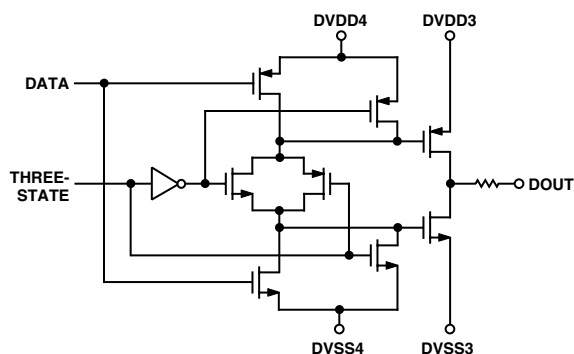 DVDD4
DVDD3
DATA
THREE-
STATE
DOUT
DVSS4
DVSS3